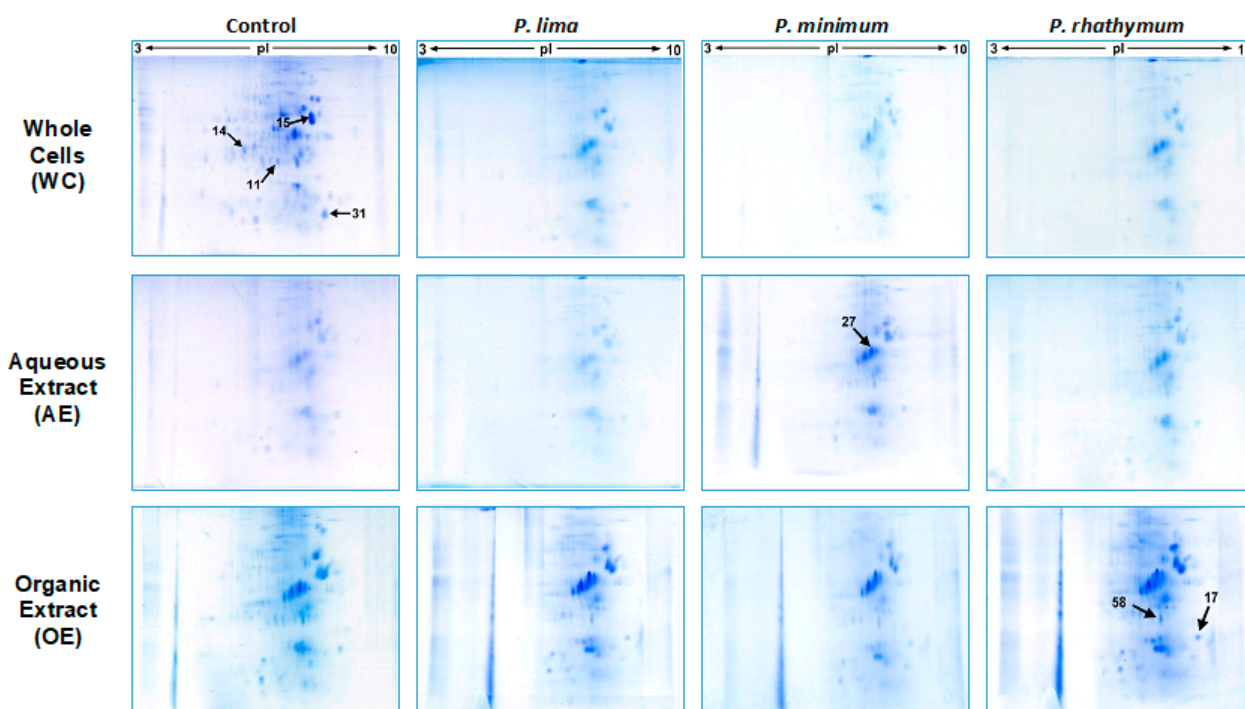 Control P. lima P. minimum P. rhathymum
3 pI 10 3 pI 10 3 pI 10 3 pI 1
Whole
Cells
(WC)
14
15
11
31
Aqueous
Extract
(AE)
27
Organic
Extract
(OE)
58
17